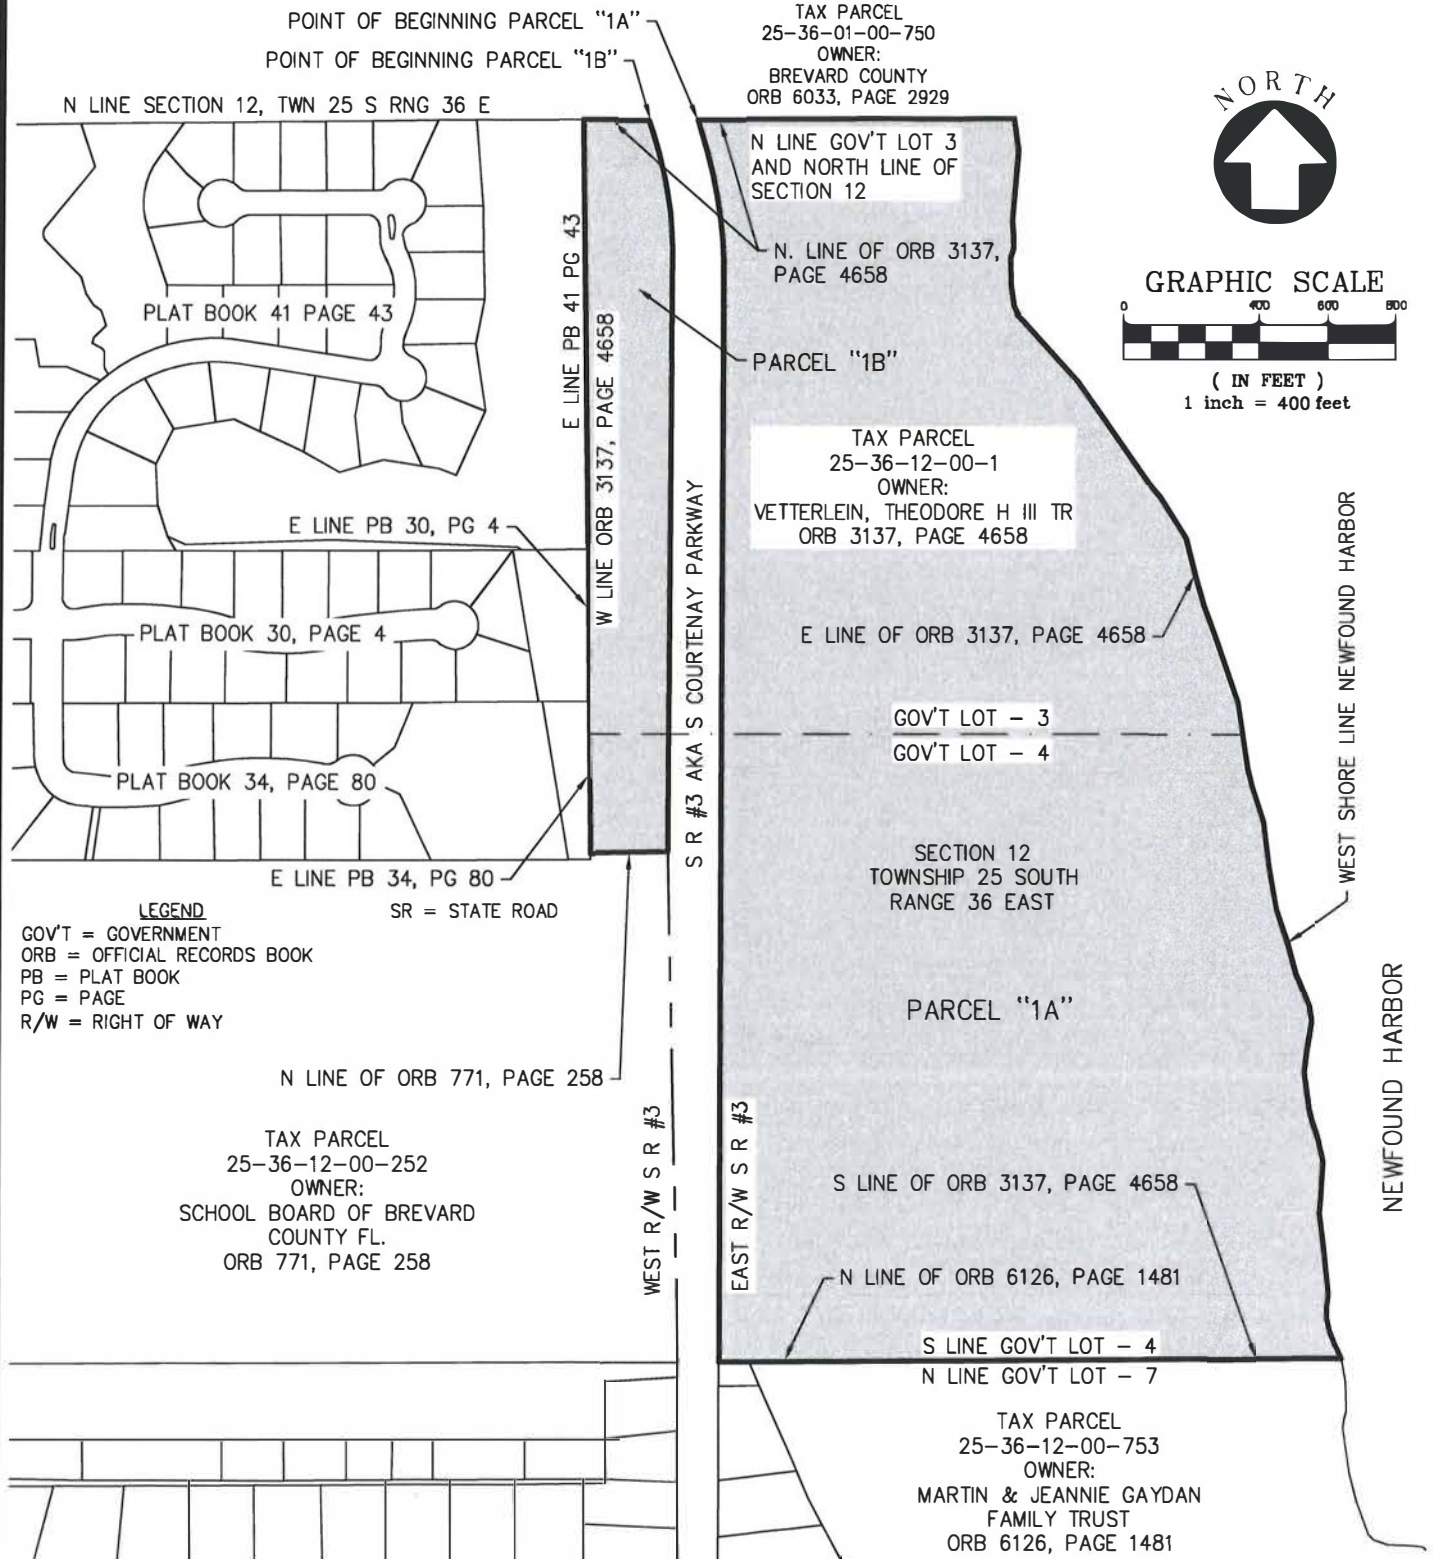 POINT OF BEGINNING PARCEL "1A"
POINT OF BEGINNING PARCEL "1B"
TAX PARCEL
25-36-01-00-750
OWNER:
BREVARD COUNTY
ORB 6033, PAGE 2929
N LINE SECTION 12, TWN 25 S RNG 36 E
NORTH
N LINE GOV'T LOT 3
AND NORTH LINE OF
SECTION 12
N. LINE OF ORB 3137,
PAGE 4658
GRAPHIC SCALE
0 400 600 800
( IN FEET )
1 inch = 400 feet
PLAT BOOK 41 PAGE 43
E LINE PB 41 PG 43
W LINE ORB 3137, PAGE 4658
PARCEL "1B"
TAX PARCEL
25-36-12-00-1
OWNER:
VETTERLEIN, THEODORE H III TR
ORB 3137, PAGE 4658
E LINE PB 30, PG 4
S R #3 AKA S COURTENAY PARKWAY
WEST SHORE LINE NEWFOUND HARBOR
PLAT BOOK 30, PAGE 4
E LINE OF ORB 3137, PAGE 4658
GOV'T LOT - 3
GOV'T LOT - 4
PLAT BOOK 34, PAGE 80
SECTION 12
TOWNSHIP 25 SOUTH
RANGE 36 EAST
E LINE PB 34, PG 80
LEGEND
SR = STATE ROAD
GOV'T = GOVERNMENT
ORB = OFFICIAL RECORDS BOOK
PB = PLAT BOOK
PG = PAGE
R/W = RIGHT OF WAY
PARCEL "1A"
NEWFOUND HARBOR
N LINE OF ORB 771, PAGE 258
WEST R/W S R #3
EAST R/W S R #3
TAX PARCEL
25-36-12-00-252
OWNER:
SCHOOL BOARD OF BREVARD
COUNTY FL.
ORB 771, PAGE 258
S LINE OF ORB 3137, PAGE 4658
N LINE OF ORB 6126, PAGE 1481
S LINE GOV'T LOT - 4
N LINE GOV'T LOT - 7
TAX PARCEL
25-36-12-00-753
OWNER:
MARTIN & JEANNIE GAYDAN
FAMILY TRUST
ORB 6126, PAGE 1481